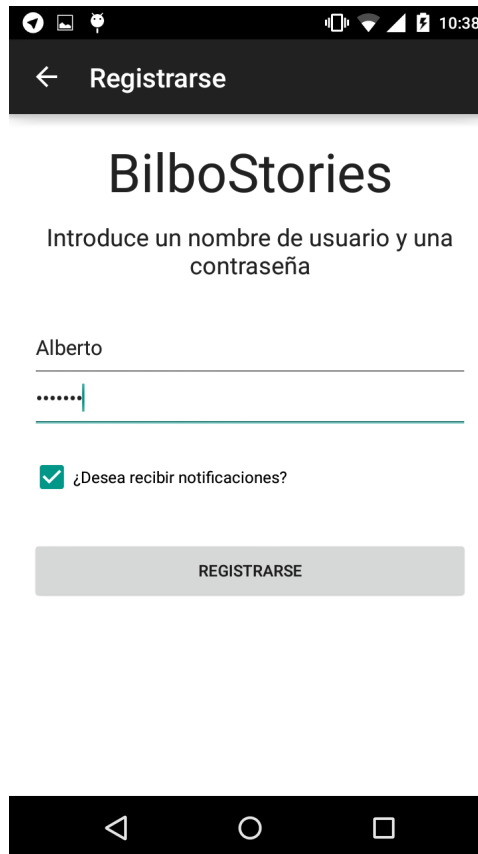 10:38
Registrarse
BilboStories
Introduce un nombre de usuario y una
contraseña
Alberto
•••••••
¿Desea recibir notificaciones?
REGISTRARSE